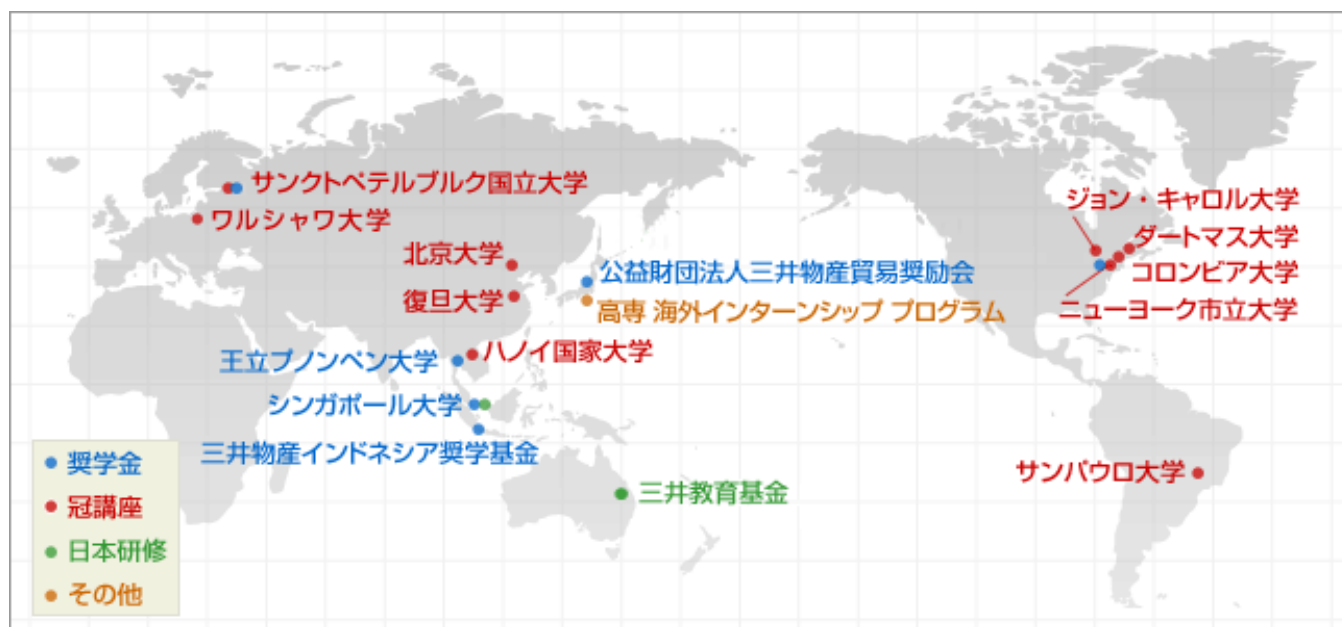 サンクトペテルブルク国立大学
ワルシャワ大学
北京大学
復旦大学
公益財団法人三井物産貿易奨励会
高専 海外インターンシップ プログラム
ジョン・キャロル大学
ダートマス大学
コロンビア大学
ニューヨーク市立大学
王立プノンペン大学
ハノイ国家大学
シンガポール大学
三井物産インドネシア奨学基金
三井教育基金
サンパウロ大学
奨学金
冠講座
日本研修
その他